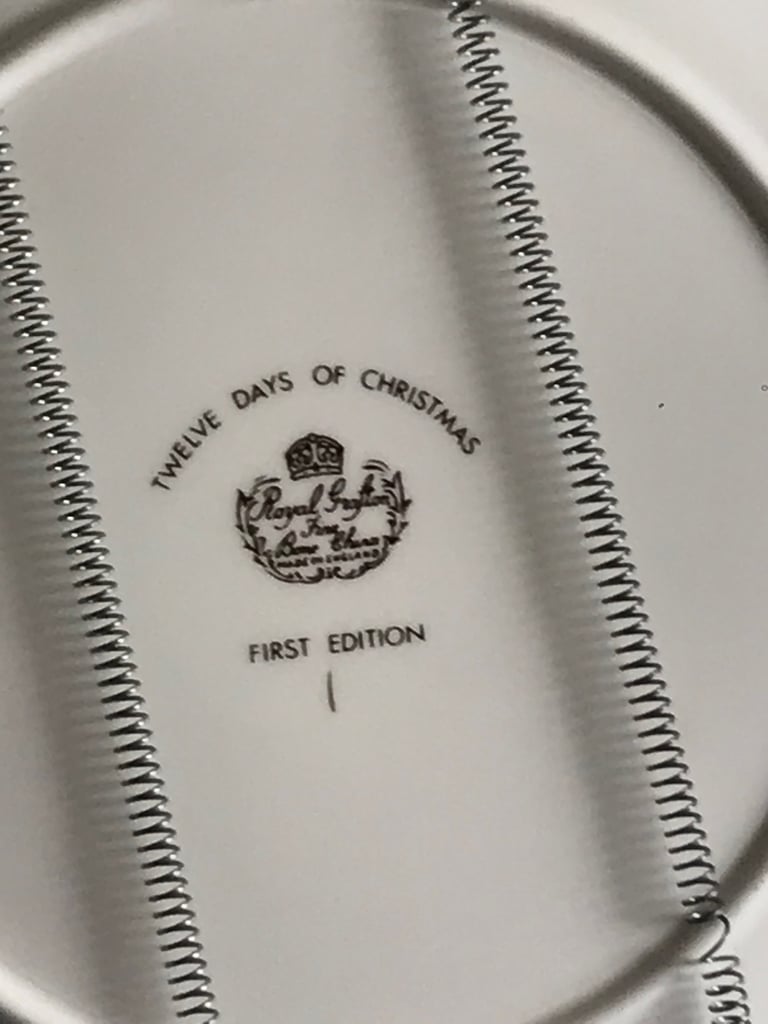 TWELVE DAYS OF CHRISTMAS
Royal Grafton
Fine
Bone China
MADE IN ENGLAND
FIRST EDITION
1